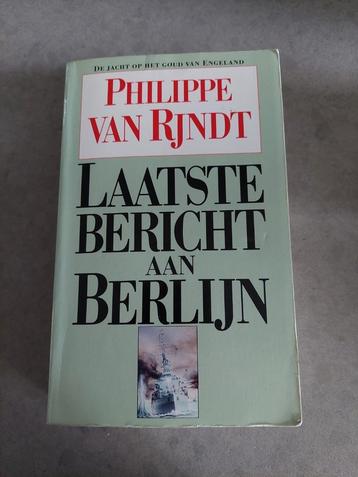 DE JACHT OP HET GOUD VAN ENGELAND
PHILIPPE
VAN RJNDT
LAATSTE
BERICHT
AAN
BERLIJN